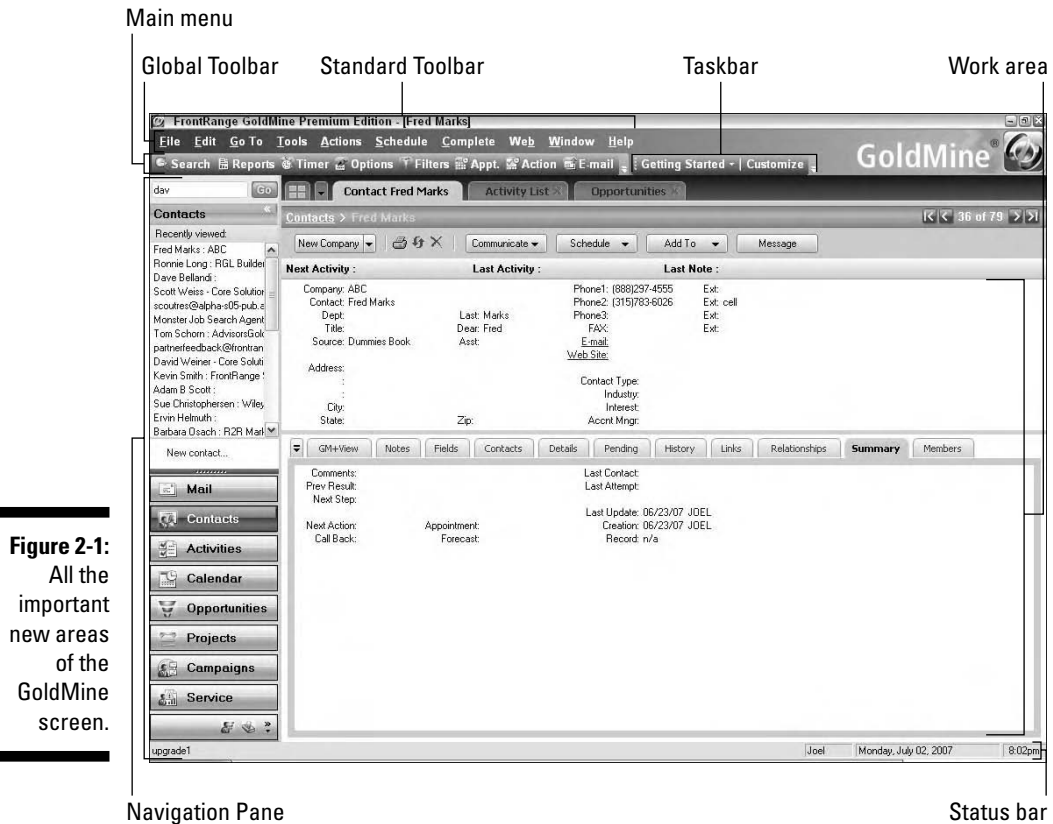 Main menu
Global Toolbar Standard Toolbar Taskbar Work area
FrontRange GoldMine Premium Edition - [Fred Marks]
File Edit Go To Tools Actions Schedule Complete Web Window Help
Search Reports Timer Options Filters Appt. Action E-mail Getting Started Customize
GoldMine®
dav Go Contact Fred Marks Activity List Opportunities
Contacts
Contacts > Fred Marks 36 of 79
Recently viewed:
Fred Marks : ABC
Ronnie Long : RGL Builder
Dave Bellandi :
Scott Weiss - Core Solution
scoutres@alpha-s05-pub.a
Monster Job Search Agent
Tom Schorn : AdvisorsGold
partnerfeedback@frontran
David Weiner - Core Soluti
Kevin Smith : FrontRange
Adam B Scott :
Sue Christophersen : Wiley
Ervin Helmuth :
Barbara Osach : R2R Mark
New contact...
New Company Communicate Schedule Add To Message
Next Activity : Last Activity : Last Note :
Company: ABC Phone1: (888)297-4555 Ext:
Contact: Fred Marks Phone2: (315)783-6026 Ext: cell
Dept: Last: Marks Phone3: Ext:
Title: Dear: Fred FAX: Ext:
Source: Dummies Book Asst: E-mail:
Web Site:
Address:
: Contact Type:
: Industry:
City: Interest:
State: Zip: Accnt Mngr:
GM+View Notes Fields Contacts Details Pending History Links Relationships Summary Members
Comments: Last Contact:
Prev Result: Last Attempt:
Next Step:
Last Update: 06/23/07 JOEL
Next Action: Appointment: Creation: 06/23/07 JOEL
Call Back: Forecast: Record: n/a
Mail
Contacts
Activities
Calendar
Opportunities
Projects
Campaigns
Service
upgrade1 Joel Monday, July 02, 2007 8:02pm
Figure 2-1:
All the
important
new areas
of the
GoldMine
screen.
Navigation Pane Status bar